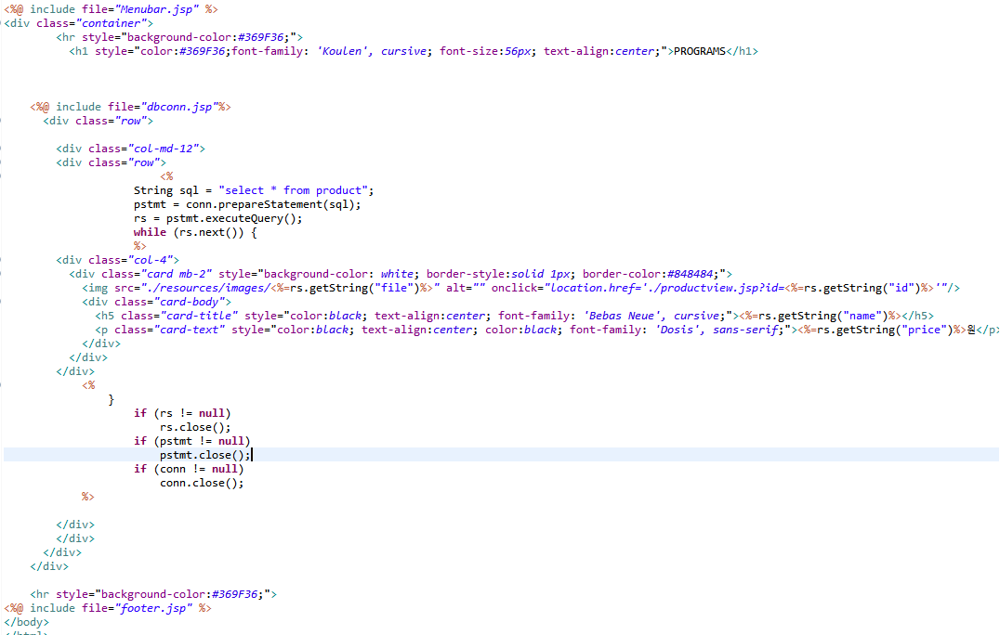 <%@ include file="Menubar.jsp" %>
<div class="container">
<hr style="background-color:#369F36;">
<h1 style="color:#369F36;font-family: 'Koulen', cursive; font-size:56px; text-align:center;">PROGRAMS</h1>
<%@ include file="dbconn.jsp"%>
<div class="row">
<div class="col-md-12">
<div class="row">
<%
String sql = "select * from product";
pstmt = conn.prepareStatement(sql);
rs = pstmt.executeQuery();
while (rs.next()) {
%>
<div class="col-4">
<div class="card mb-2" style="background-color: white; border-style:solid 1px; border-color:#848484;">
<img src="./resources/images/<%=rs.getString("file")%>" alt="" onclick="location.href='./productview.jsp?id=<%=rs.getString("id")%>'"/>
<div class="card-body">
<h5 class="card-title" style="color:black; text-align:center; font-family: 'Bebas Neue', cursive;"><%=rs.getString("name")%></h5>
<p class="card-text" style="color:black; text-align:center; color:black; font-family: 'Dosis', sans-serif;"><%=rs.getString("price")%>원</p>
</div>
</div>
</div>
<%
}
if (rs != null)
rs.close();
if (pstmt != null)
pstmt.close();
if (conn != null)
conn.close();
%>
</div>
</div>
</div>
</div>
<hr style="background-color:#369F36;">
<%@ include file="footer.jsp" %>
</body>